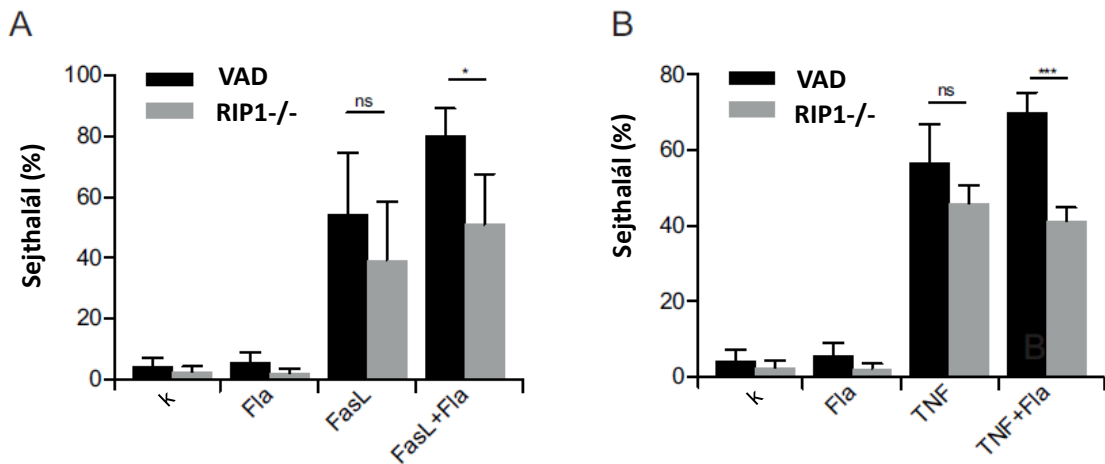 A
Sejthalál (%)
100
80
60
40
20
0
VAD
RIP1-/-
ns
*
k
Fla
FasL
FasL+Fla
B
Sejthalál (%)
80
60
40
20
0
VAD
RIP1-/-
ns
***
B
k
Fla
TNF
TNF+Fla